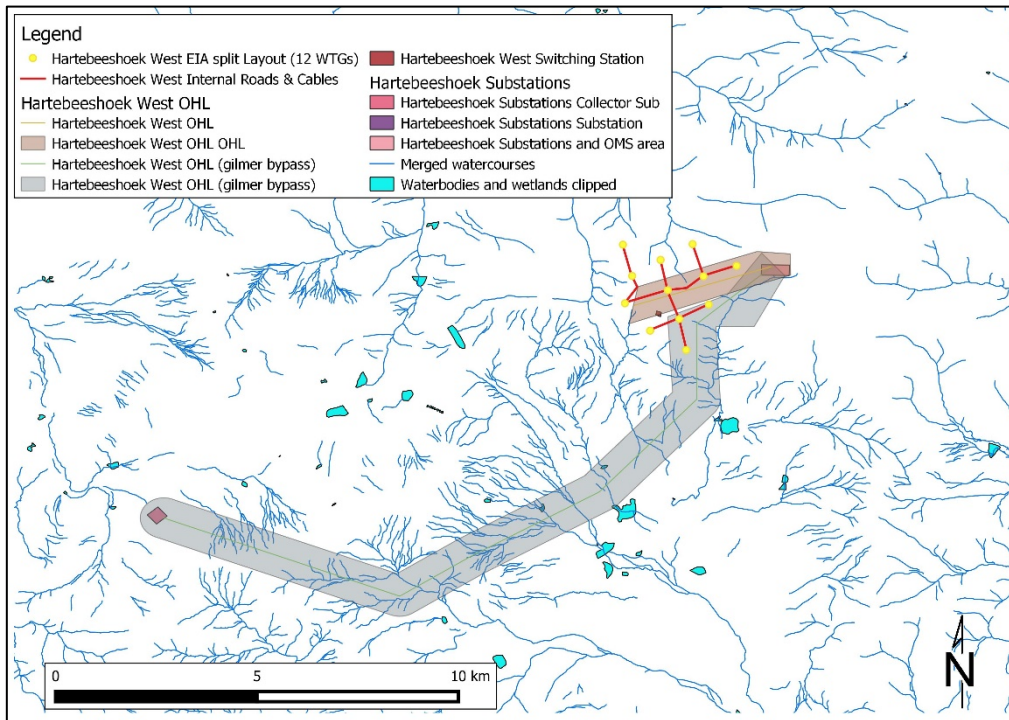 Legend
Hartebeeshoek West EIA split Layout (12 WTGs)
Hartebeeshoek West Internal Roads & Cables
Hartebeeshoek West OHL
Hartebeeshoek West OHL
Hartebeeshoek West OHL OHL
Hartebeeshoek West OHL (gilmer bypass)
Hartebeeshoek West OHL (gilmer bypass)
Hartebeeshoek West Switching Station
Hartebeeshoek Substations
Hartebeeshoek Substations Collector Sub
Hartebeeshoek Substations Substation
Hartebeeshoek Substations and OMS area
Merged watercourses
Waterbodies and wetlands clipped
0 5 10 km
N